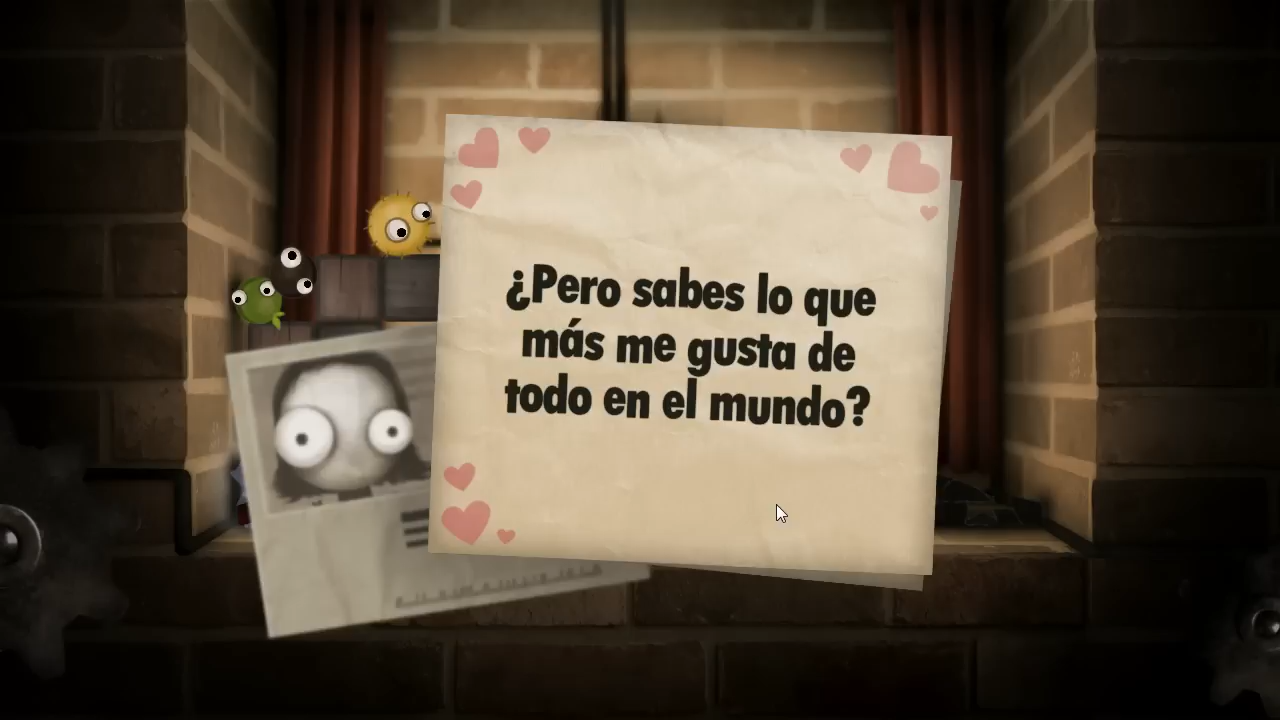 ¿Pero sabes lo que
más me gusta de
todo en el mundo?